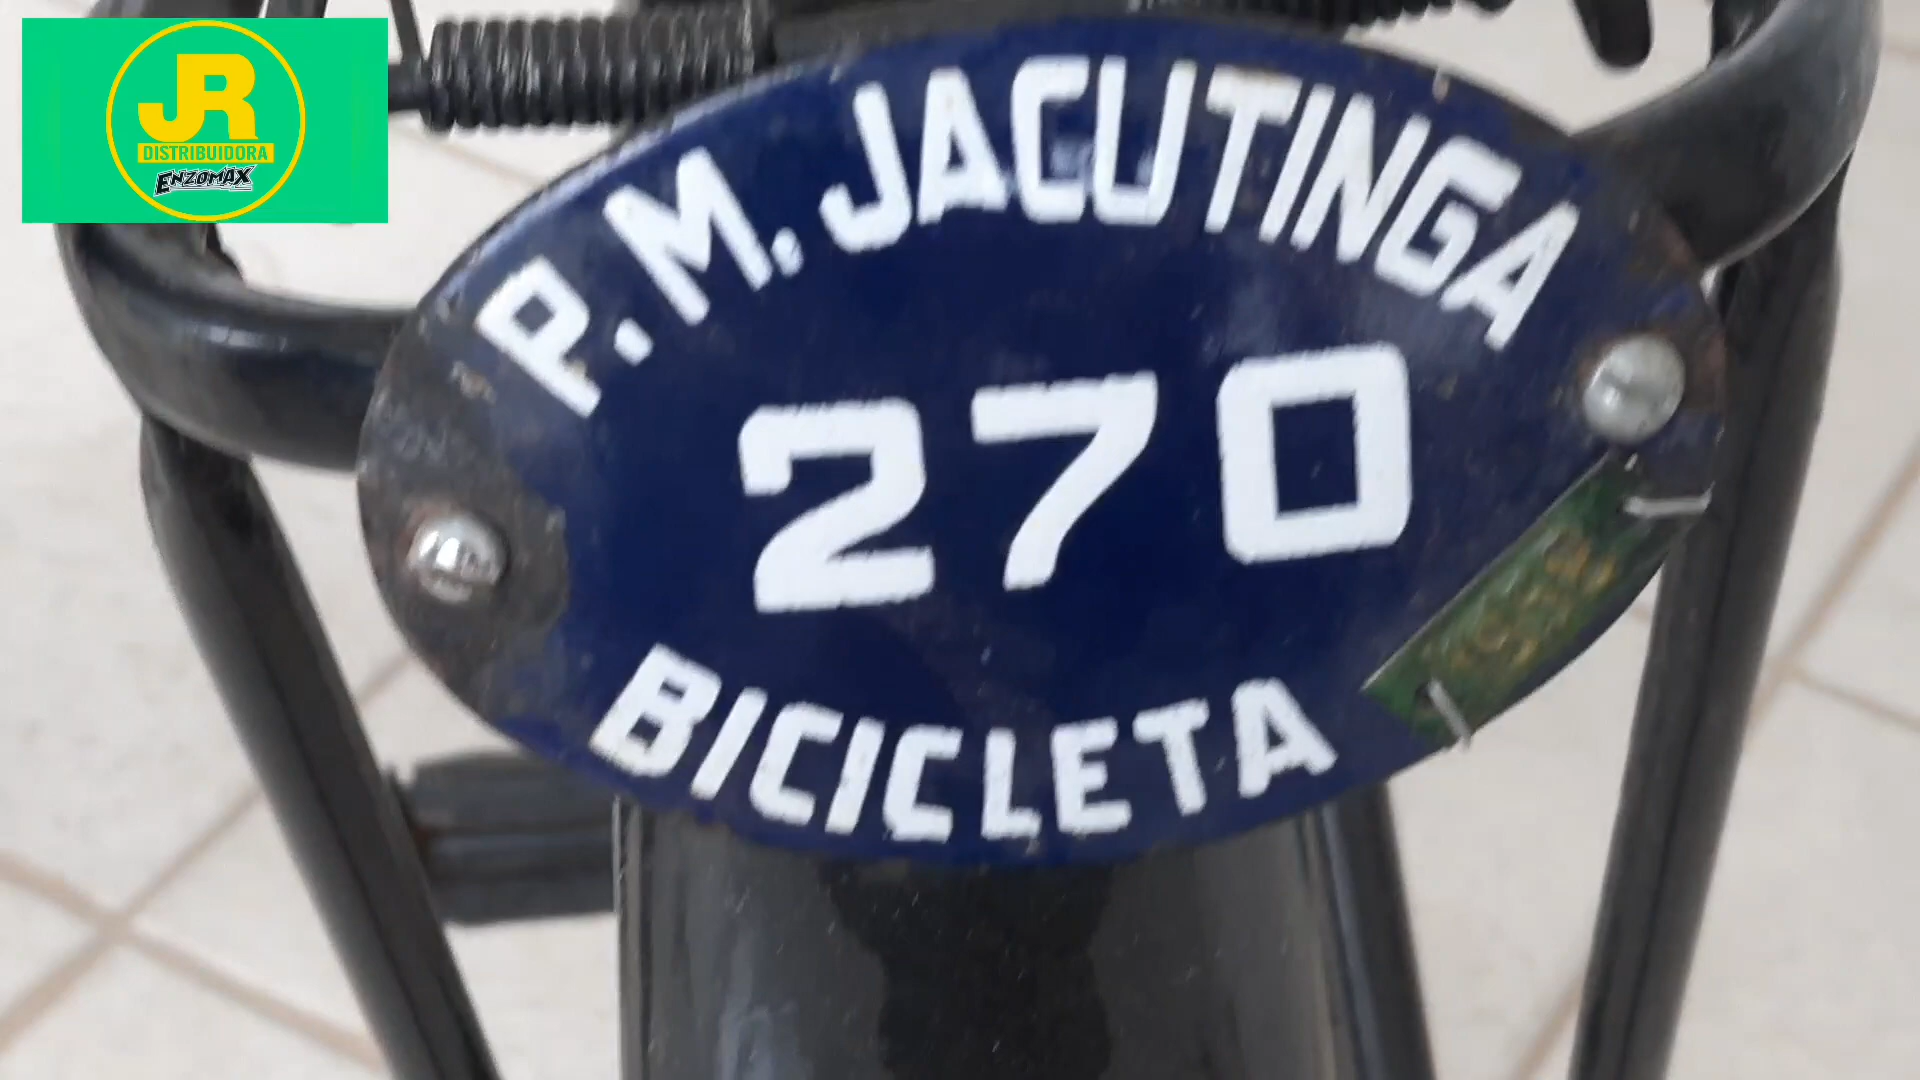 JR
DISTRIBUIDORA
ENZOMAX
P. M. JACUTINGA
270
BICICLETA